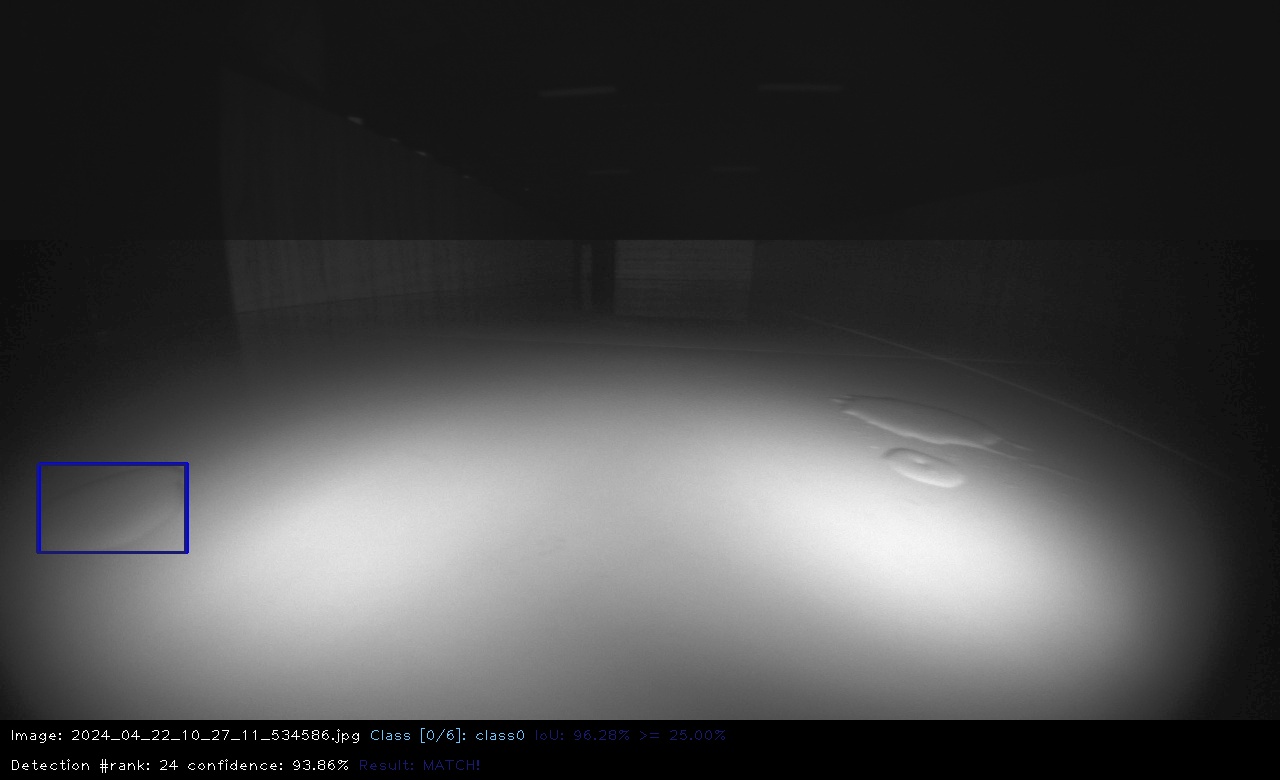 Image: 2024_04_22_10_27_11_534586.jpg Class [0/6]: class0 IoU: 96.28% >= 25.00%
Detection #rank: 24 confidence: 93.86% Result: MATCH!